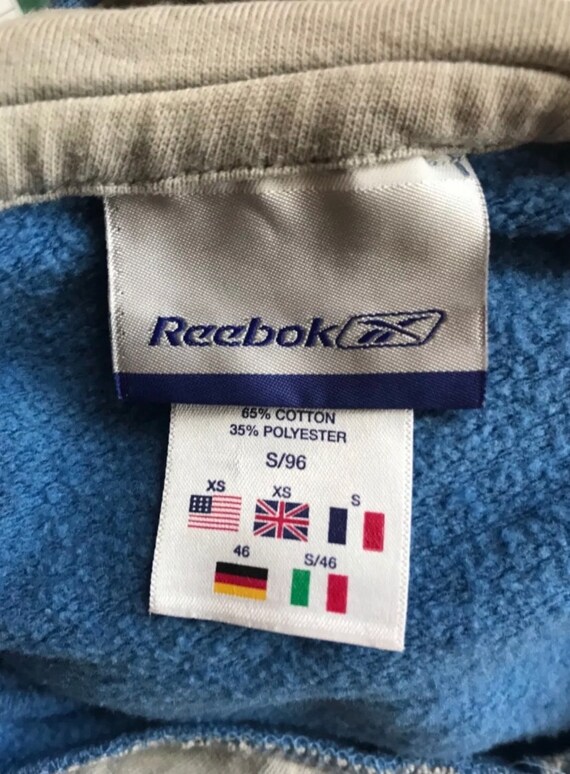 Reebok
65% COTTON
35% POLYESTER
S/96
XS XS S
46 S/46